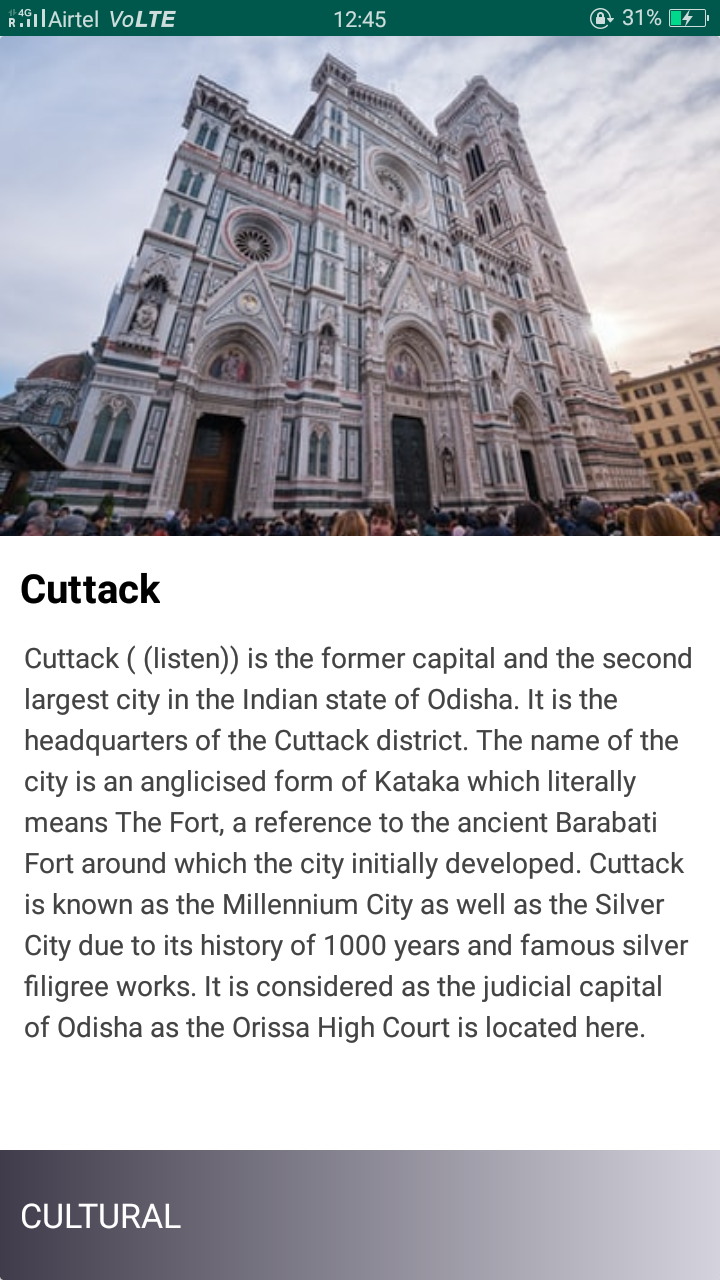 4G R Airtel VoLTE 12:45 31%
Cuttack
Cuttack ( (listen)) is the former capital and the second
largest city in the Indian state of Odisha. It is the
headquarters of the Cuttack district. The name of the
city is an anglicised form of Kataka which literally
means The Fort, a reference to the ancient Barabati
Fort around which the city initially developed. Cuttack
is known as the Millennium City as well as the Silver
City due to its history of 1000 years and famous silver
filigree works. It is considered as the judicial capital
of Odisha as the Orissa High Court is located here.
CULTURAL